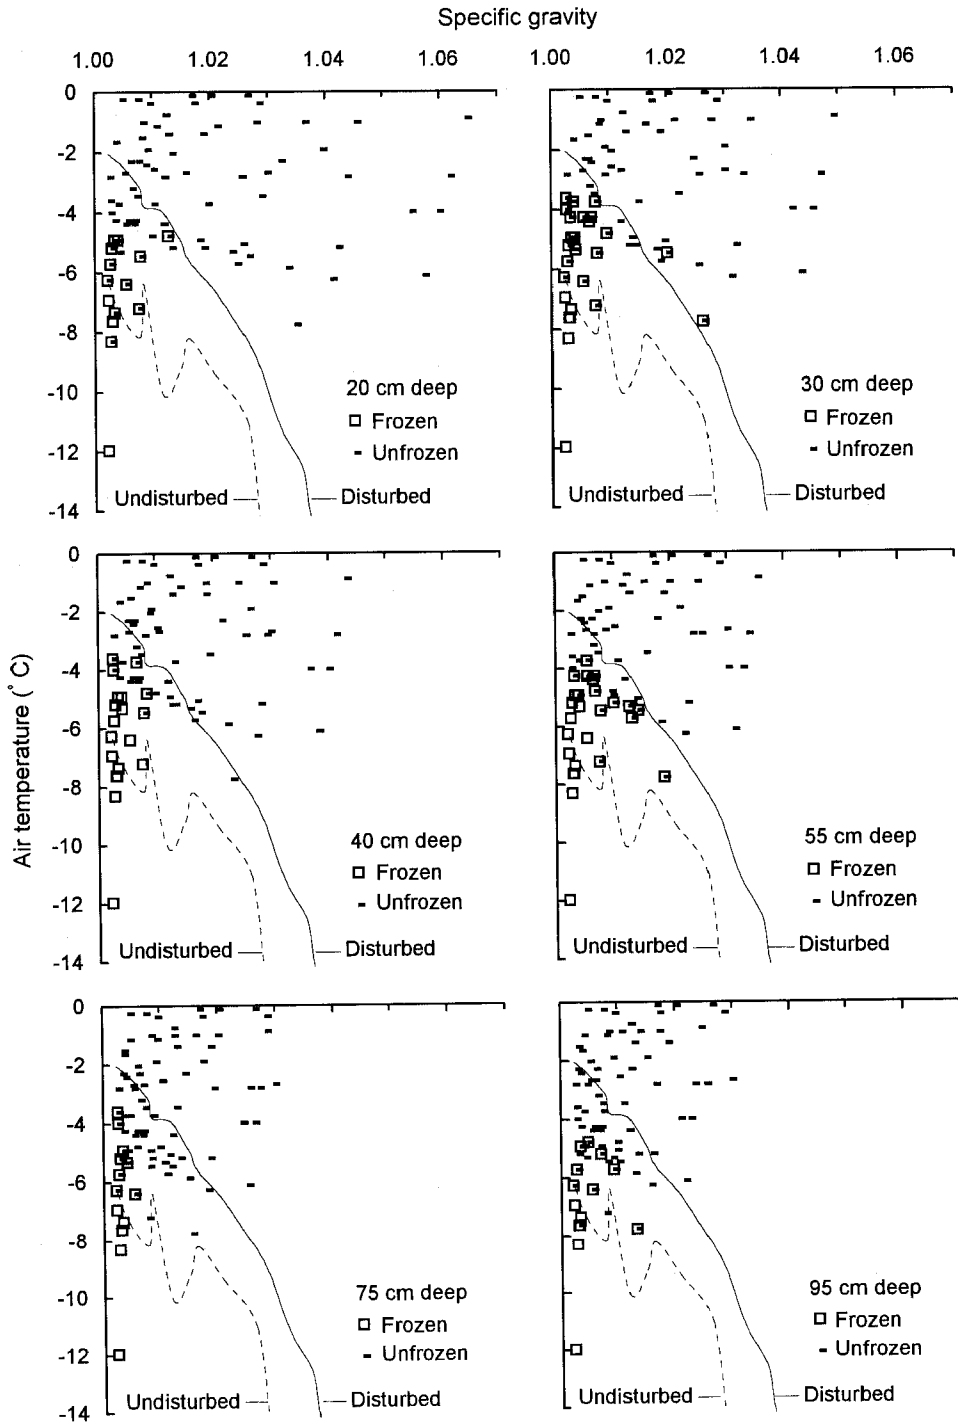 Specific gravity
1.00 1.02 1.04 1.06 1.00 1.02 1.04 1.06
0
-2
-4
-6
-8
-10
-12
-14
20 cm deep
Frozen
Unfrozen
Undisturbed Disturbed
30 cm deep
Frozen
Unfrozen
Undisturbed Disturbed
Air temperature (°C)
0
-2
-4
-6
-8
-10
-12
-14
40 cm deep
Frozen
Unfrozen
Undisturbed Disturbed
55 cm deep
Frozen
Unfrozen
Undisturbed Disturbed
0
-2
-4
-6
-8
-10
-12
-14
75 cm deep
Frozen
Unfrozen
Undisturbed Disturbed
95 cm deep
Frozen
Unfrozen
Undisturbed Disturbed